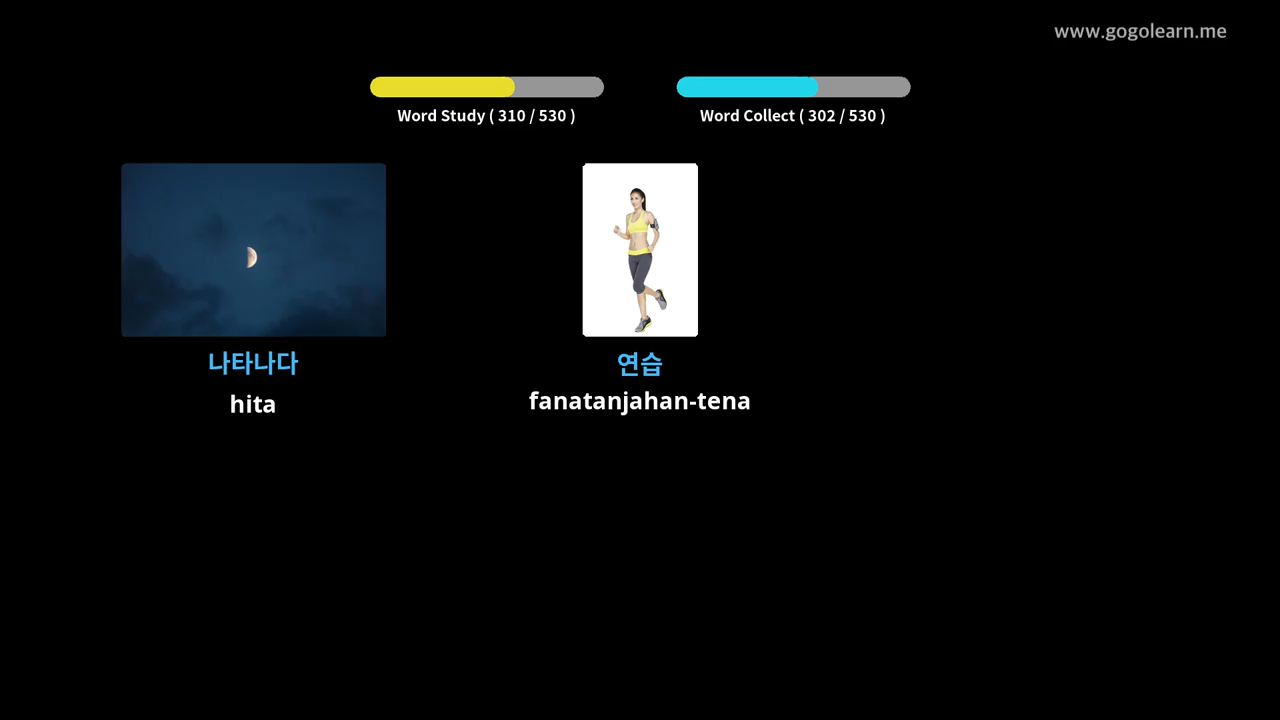 www.gogolearn.me
Word Study ( 310 / 530 )
Word Collect ( 302 / 530 )
나타나다
hita
연습
fanatanjahan-tena